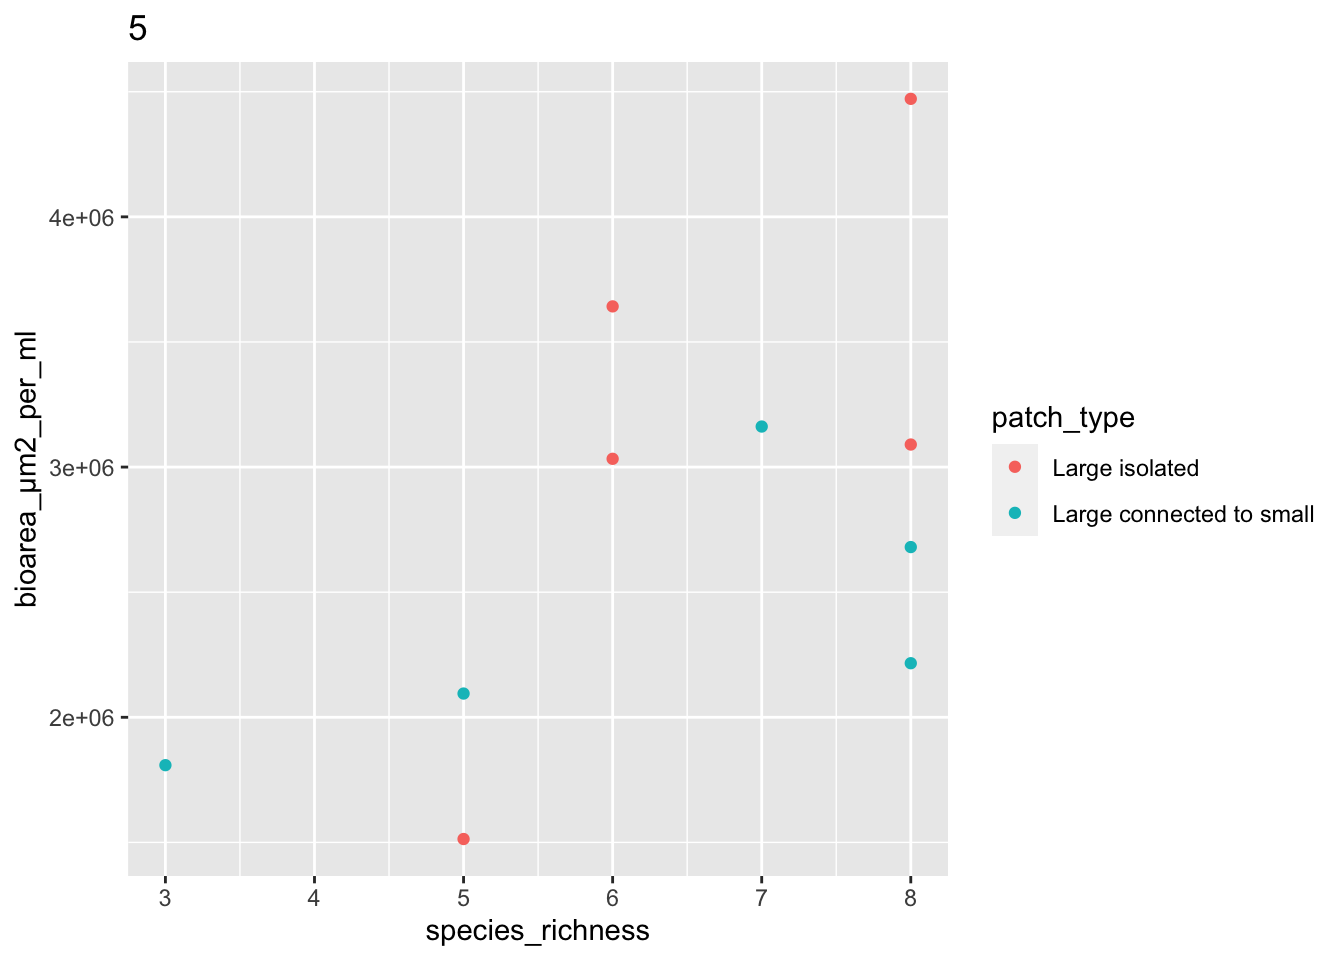 5
4e+06
3e+06
2e+06
bioarea_µm2_per_ml
3 4 5 6 7 8
species_richness
patch_type
Large isolated
Large connected to small